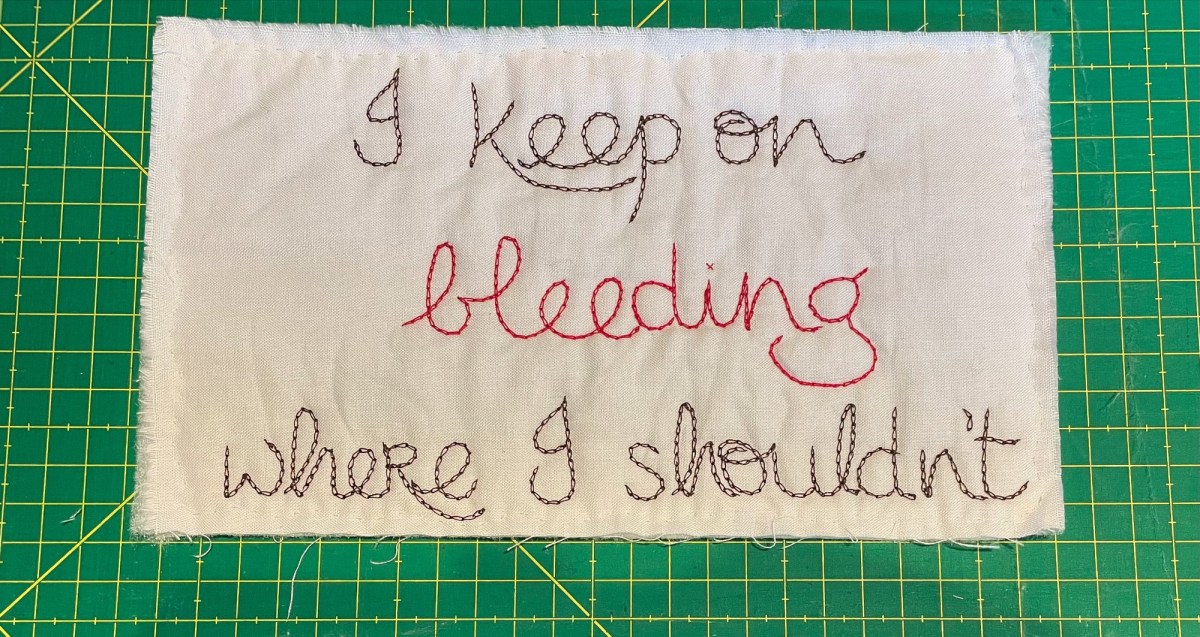 I keep on
bleeding
where I shouldn't